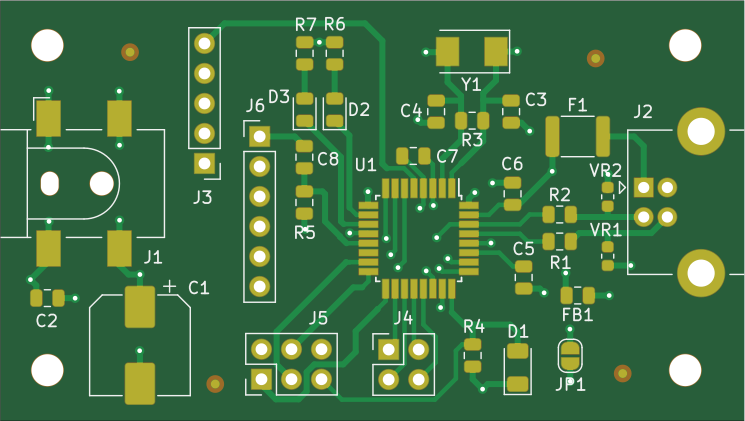 R7 R6
Y1
D3 D2
J6
C4 C3
F1
J2
R3
C8
C7
U1
C6
VR2
J3
R2
R5
VR1
J1
R1
C5
+ C1
C2
FB1
J5 J4
R4 D1
JP1